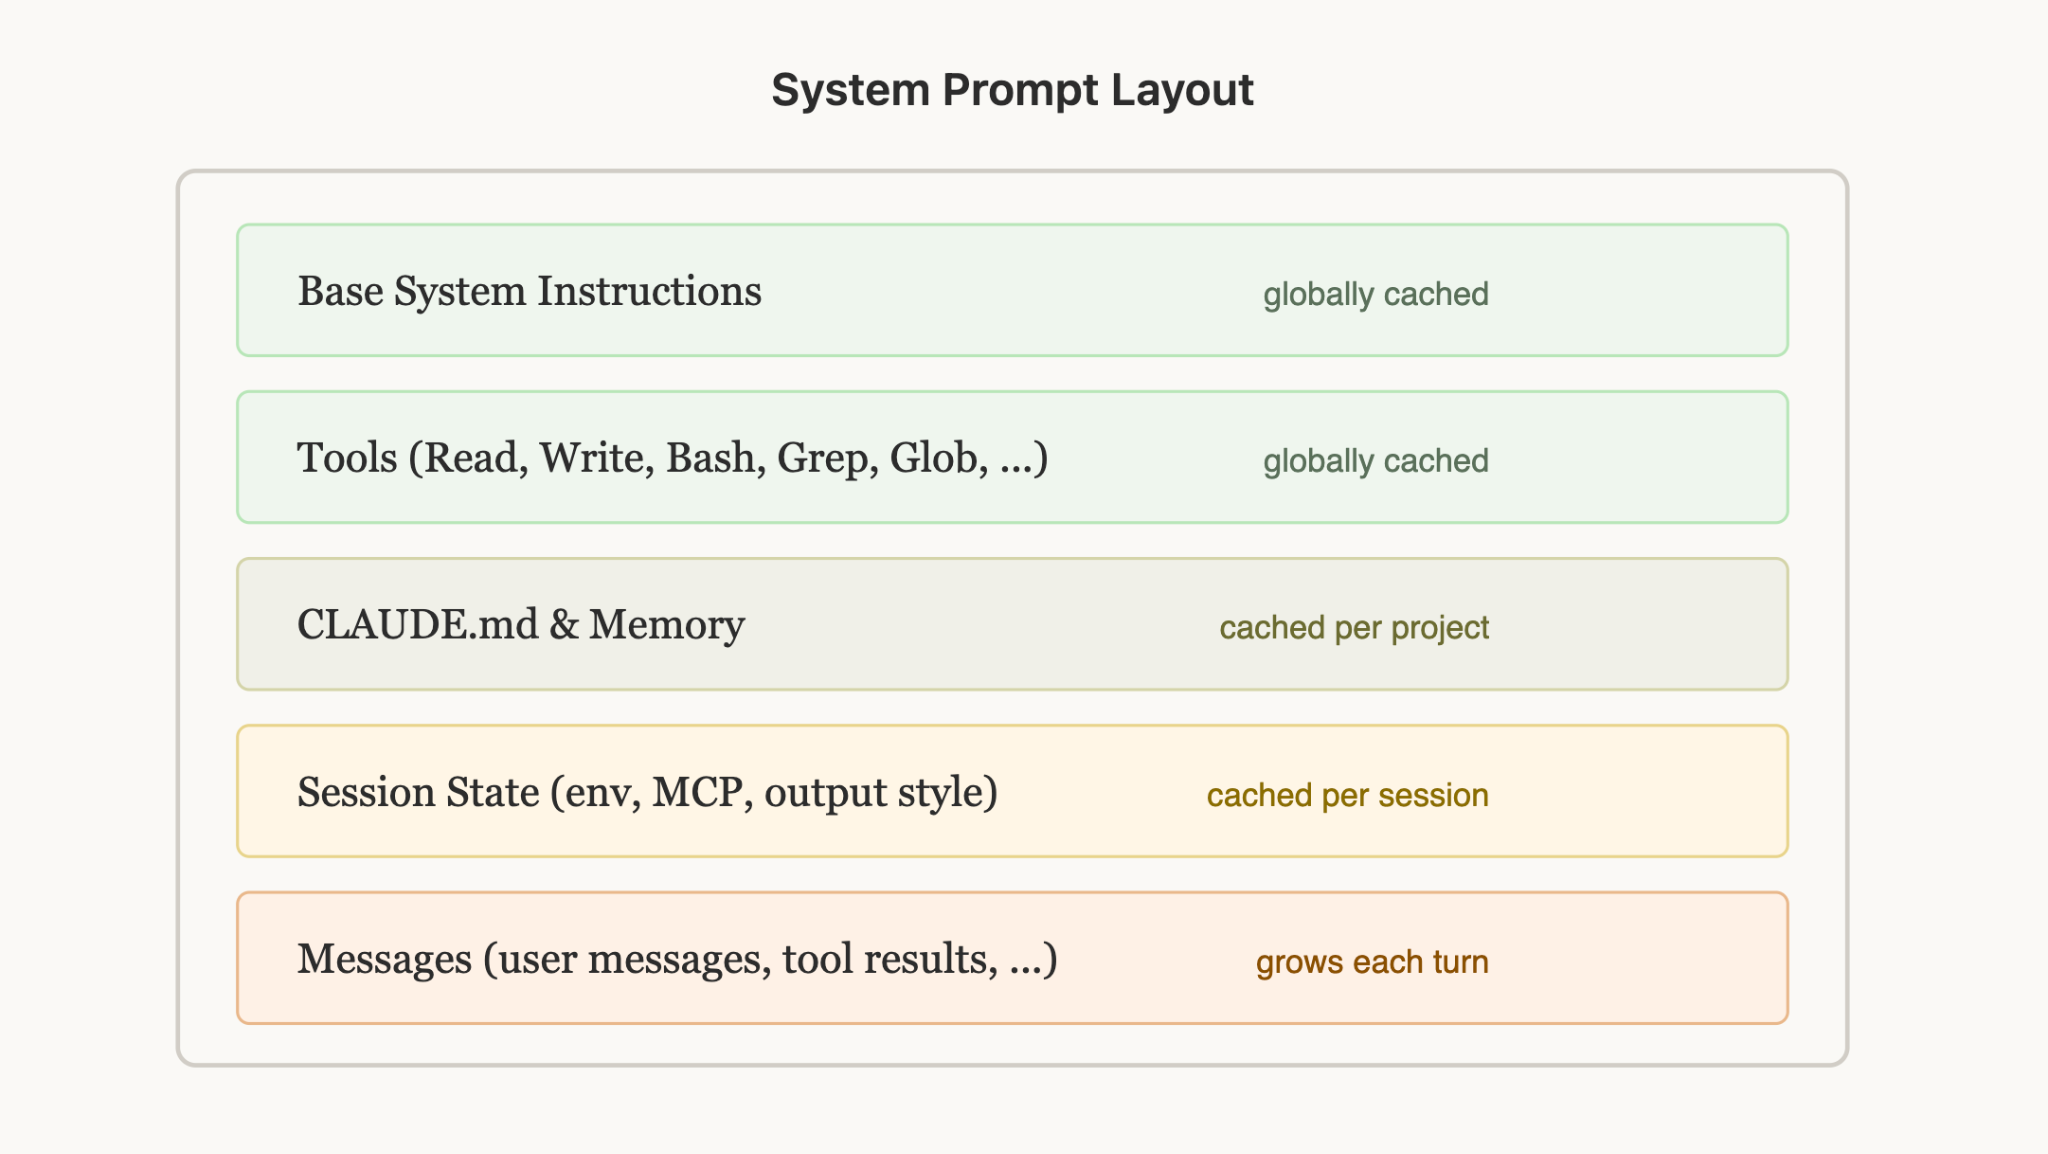 System Prompt Layout
Base System Instructions globally cached
Tools (Read, Write, Bash, Grep, Glob, ...) globally cached
CLAUDE.md & Memory cached per project
Session State (env, MCP, output style) cached per session
Messages (user messages, tool results, ...) grows each turn